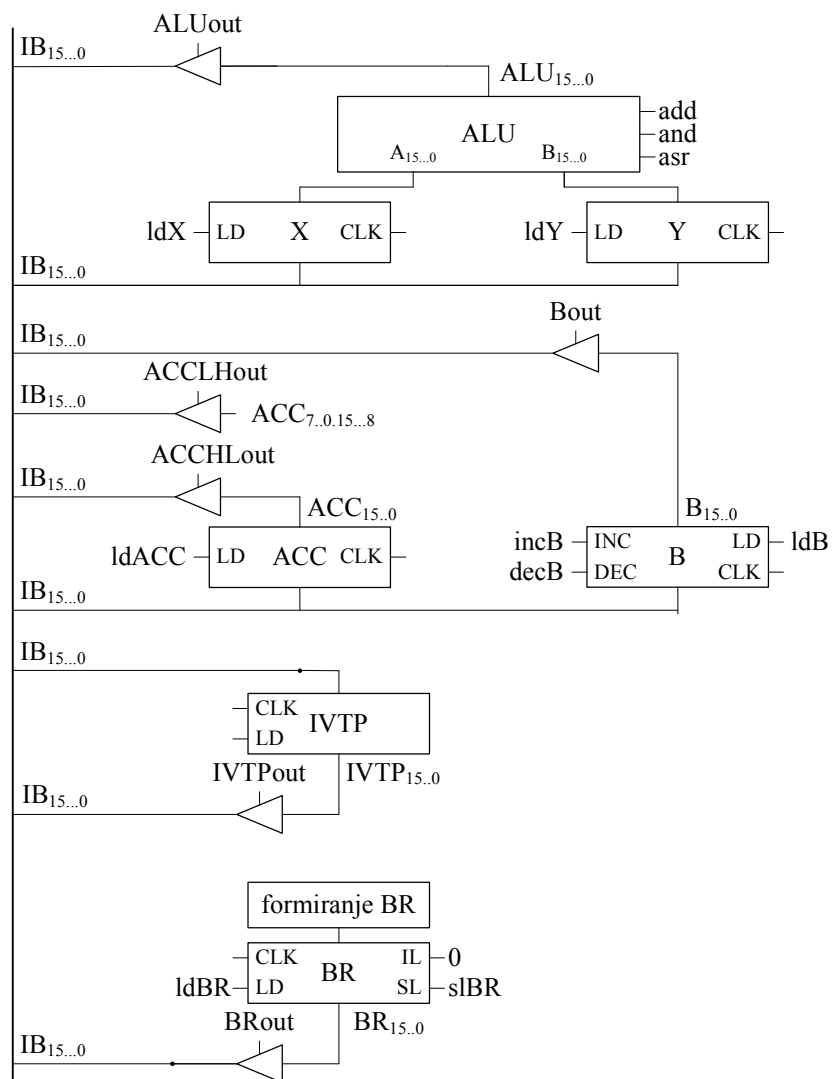 ALUout
IB15...0
ALU15...0
add
ALU
and
A15...0 B15...0
asr
ldX LD X CLK
ldY LD Y CLK
IB15...0
Bout
IB15...0
ACCLHout
IB15...0
ACC7..0.15...8
ACCHLout
IB15...0
ACC15..0
B15..0
ldACC LD ACC CLK
incB INC LD ldB
B
decB DEC CLK
IB15...0
IB15...0
CLK
IVTP
LD
IVTPout IVTP15..0
IB15...0
formiranje BR
CLK IL 0
BR
ldBR LD SL slBR
BRout BR15..0
IB15...0